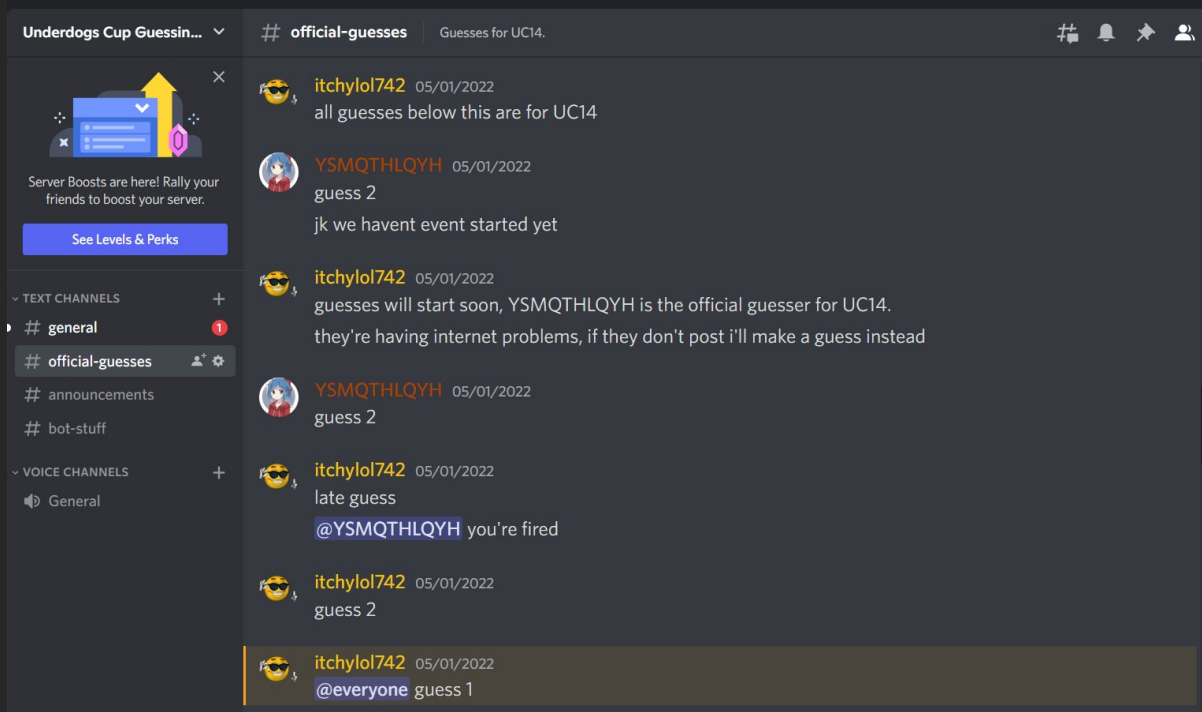 Underdogs Cup Guessin...
official-guesses
Guesses for UC14.
Server Boosts are here! Rally your
friends to boost your server.
See Levels & Perks
TEXT CHANNELS
general
1
official-guesses
announcements
bot-stuff
VOICE CHANNELS
General
itchylol742 05/01/2022
all guesses below this are for UC14
YSMQTHLQYH 05/01/2022
guess 2
jk we havent event started yet
itchylol742 05/01/2022
guesses will start soon, YSMQTHLQYH is the official guesser for UC14.
they're having internet problems, if they don't post i'll make a guess instead
YSMQTHLQYH 05/01/2022
guess 2
itchylol742 05/01/2022
late guess
@YSMQTHLQYH you're fired
itchylol742 05/01/2022
guess 2
itchylol742 05/01/2022
@everyone guess 1